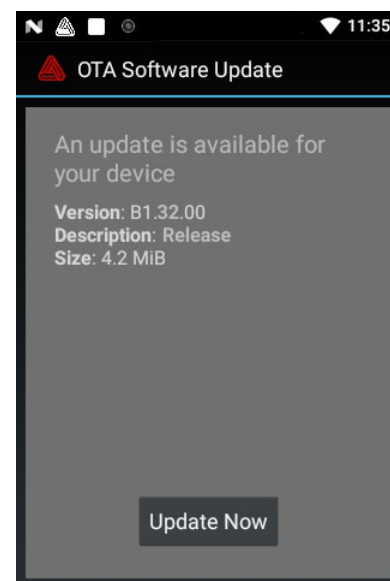 11:35
OTA Software Update
An update is available for
your device
Version: B1.32.00
Description: Release
Size: 4.2 MiB
Update Now